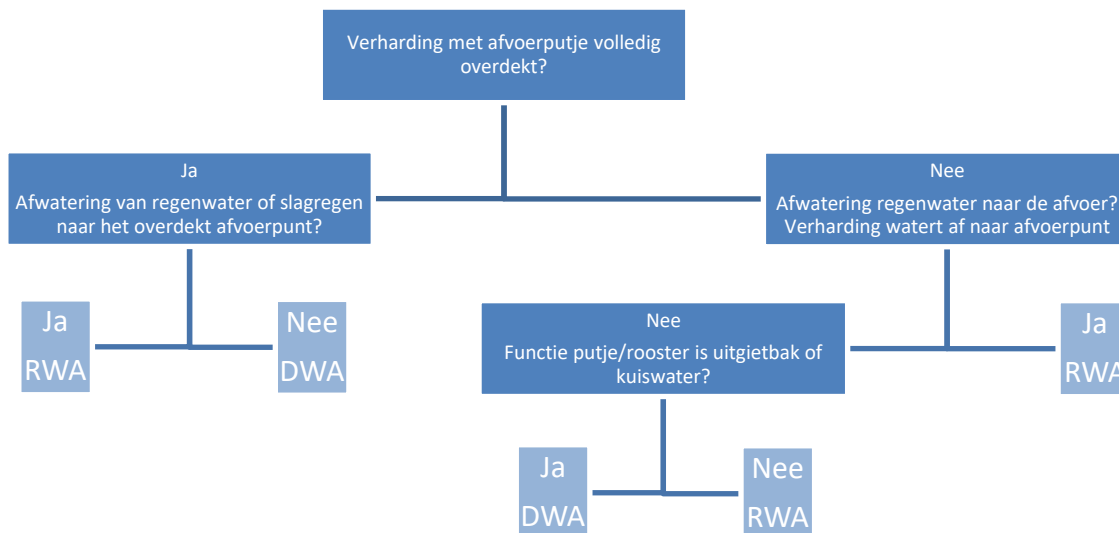 Verharding met afvoerputje volledig
overdekt?
Ja
Afwatering van regenwater of slagregen
naar het overdekt afvoerpunt?
Nee
Afwatering regenwater naar de afvoer?
Verharding watert af naar afvoerpunt
Ja
RWA
Nee
DWA
Nee
Functie putje/rooster is uitgietbak of
kuiswater?
Ja
RWA
Ja
DWA
Nee
RWA